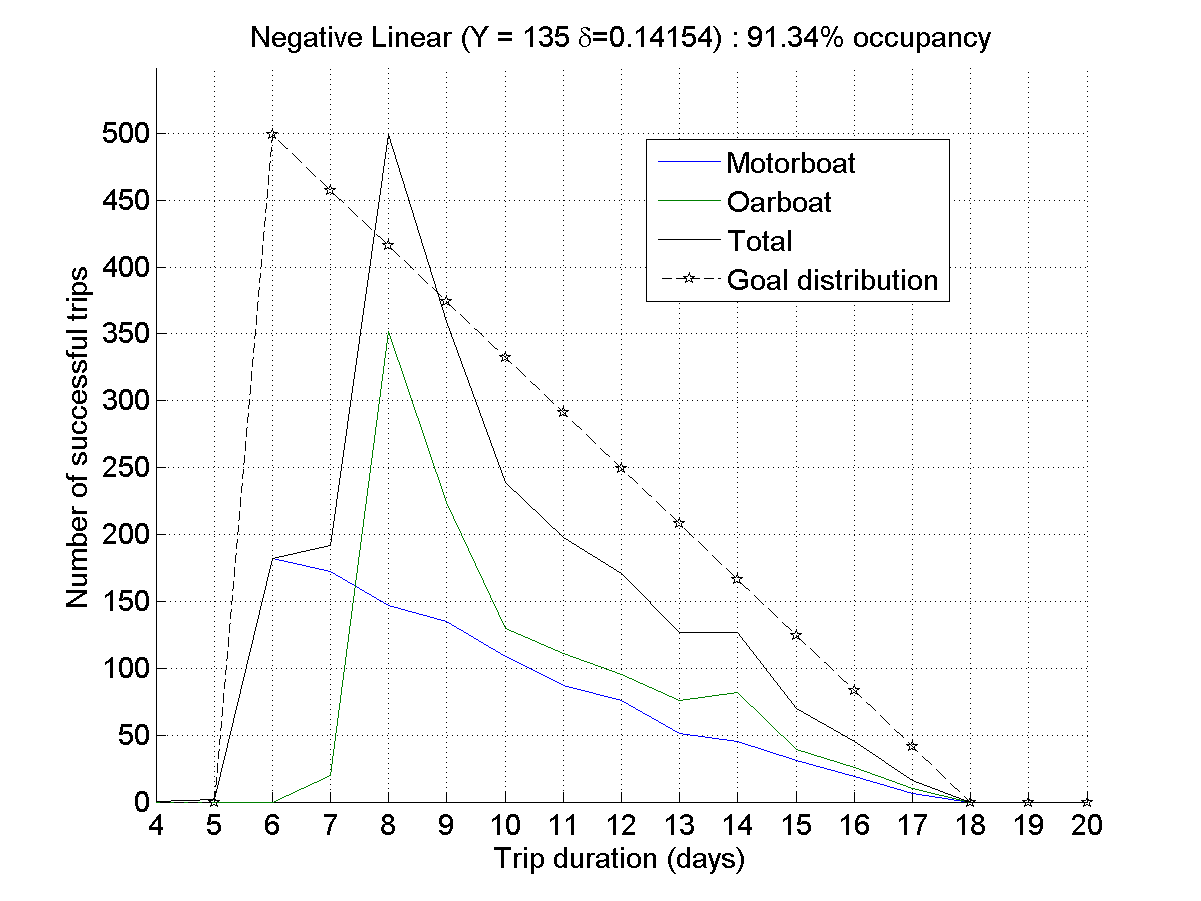 Negative Linear (Y = 135 δ=0.14154) : 91.34% occupancy
Number of successful trips
500
450
400
350
300
250
200
150
100
50
0
Motorboat
Oarboat
Total
Goal distribution
4 5 6 7 8 9 10 11 12 13 14 15 16 17 18 19 20
Trip duration (days)